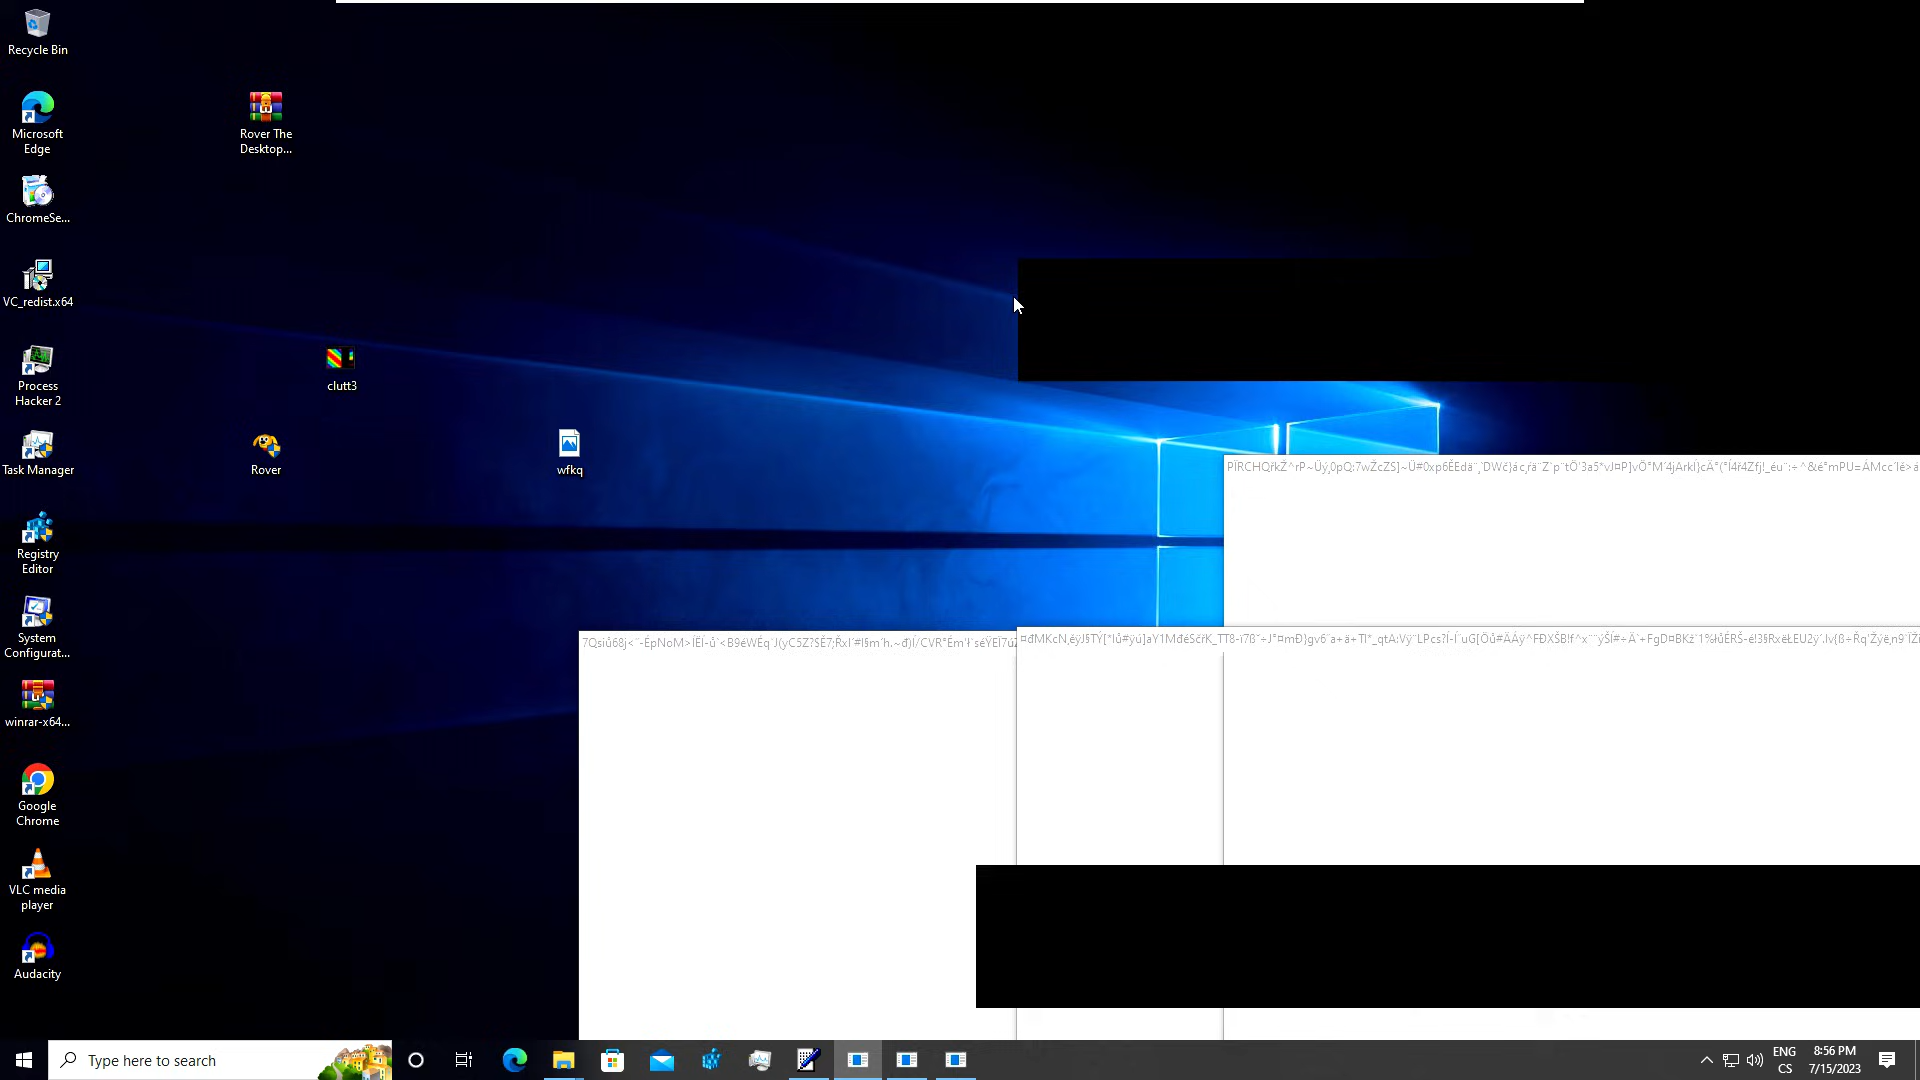 Recycle Bin
Microsoft
Edge
Rover The
Desktop...
ChromeSe...
VC_redist.x64
Process
Hacker 2
clutt3
Task Manager
Rover
wfkq
Registry
Editor
System
Configurat...
winrar-x64...
Google
Chrome
VLC media
player
Audacity
Type here to search
ENG
CS
8:56 PM
7/15/2023